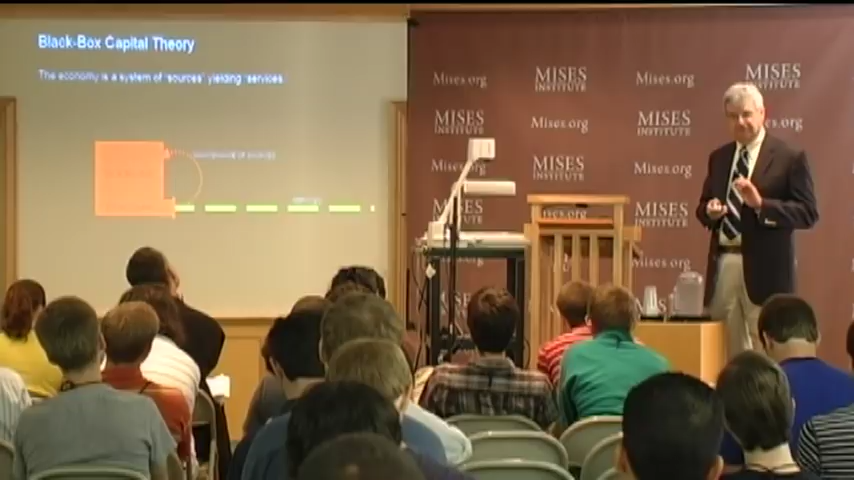 Black-Box Capital Theory
The economy is a system of 'sources' yielding 'services'
Mises.org
MISES
INSTITUTE
Mises.org
MISES
INSTITUTE
MISES
INSTITUTE
Mises.org
MISES
INSTITUTE
Mises.org
Mises.org
MISES
INSTITUTE
Mises.org
MISES
INSTITUTE
Mises.org
MISES
INSTITUTE
Mises.org